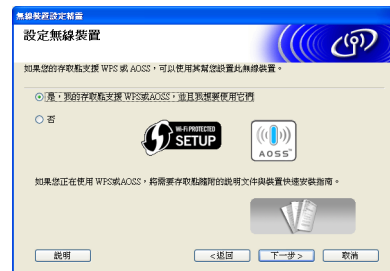 無線裝置設定精靈
設定無線裝置
如果您的存取點支援 WPS 或 AOSS，可以使用其幫您設置此無線裝置。
是，我的存取點支援 WPS或AOSS，並且我想要使用它們
否
WI-FI PROTECTED
SETUP
AOSS™
如果您正在使用 WPS或AOSS，將需要存取點隨附的說明文件與裝置快速安裝指南。
說明
<返回
下一步>
取消